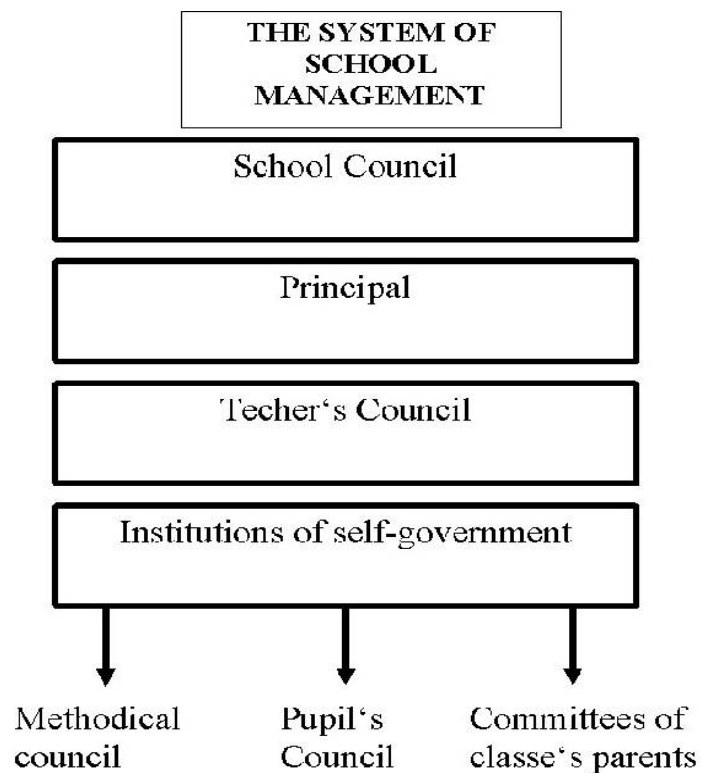 THE SYSTEM OF
SCHOOL
MANAGEMENT
School Council
Principal
Techer‘s Council
Institutions of self-government
Methodical
council
Pupil‘s
Council
Committees of
classe‘s parents